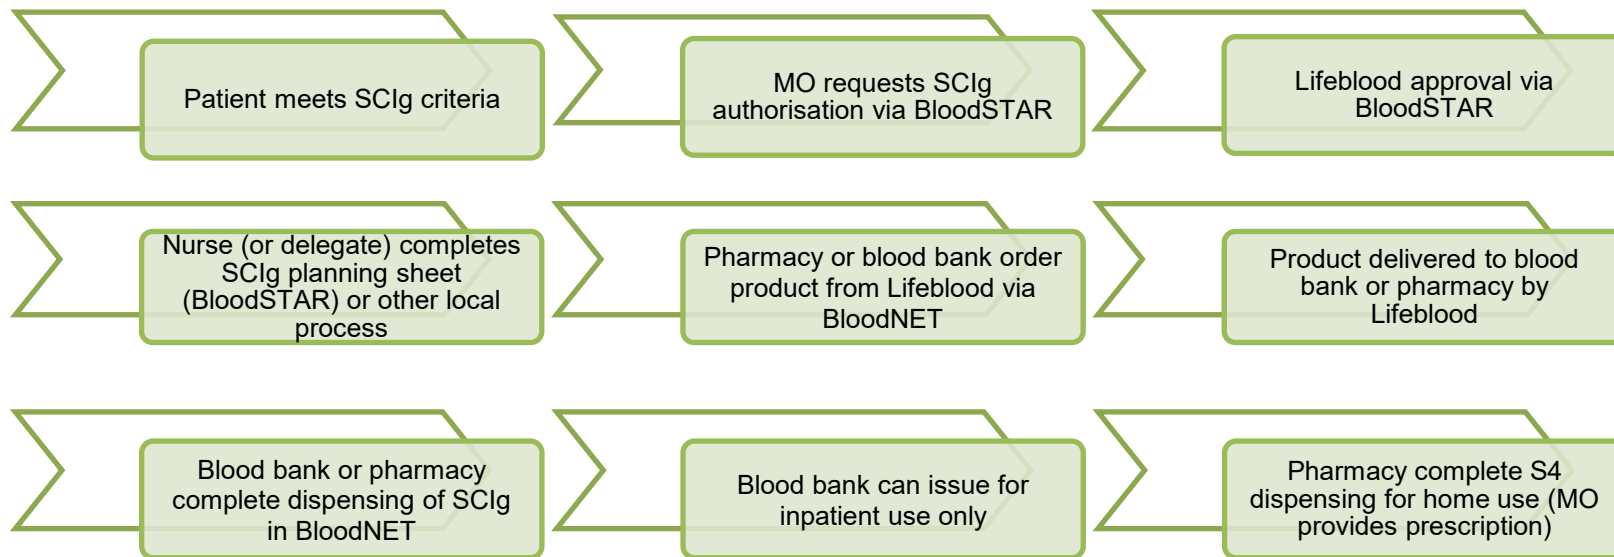 Patient meets SCIg criteria
MO requests SCIg
authorisation via BloodSTAR
Lifeblood approval via
BloodSTAR
Nurse (or delegate) completes
SCIg planning sheet
(BloodSTAR) or other local
process
Pharmacy or blood bank order
product from Lifeblood via
BloodNET
Product delivered to blood
bank or pharmacy by
Lifeblood
Blood bank or pharmacy
complete dispensing of SCIg
in BloodNET
Blood bank can issue for
inpatient use only
Pharmacy complete S4
dispensing for home use (MO
provides prescription)